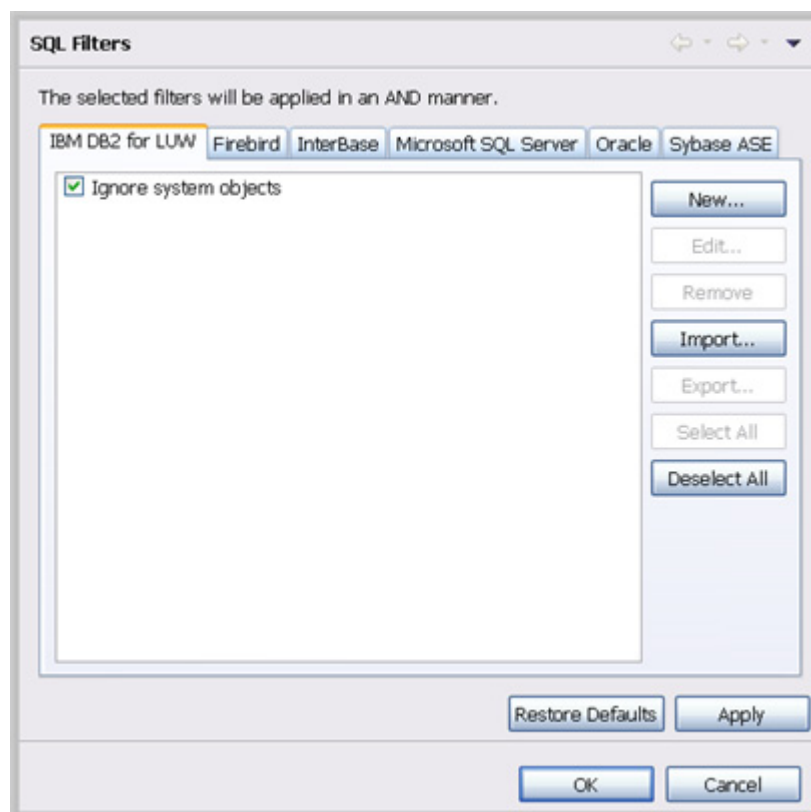 SQL Filters
The selected filters will be applied in an AND manner.
IBM DB2 for LUW Firebird InterBase Microsoft SQL Server Oracle Sybase ASE
Ignore system objects
New...
Edit...
Remove
Import...
Export...
Select All
Deselect All
Restore Defaults Apply
OK Cancel